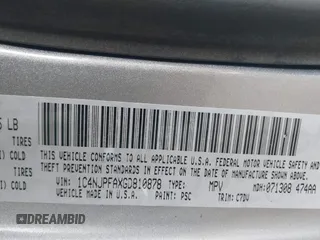 5 LB
TIRES
COLD
TIRES
COLD
THIS VEHICLE CONFORMS TO ALL APPLICABLE U.S.A. FEDERAL MOTOR VEHICLE SAFETY AND
THEFT PREVENTION STANDARDS IN EFFECT ON THE DATE OF MANUFACTURE SHOWN ABOVE
VIN: 1C4NJPFAXGD810878 TYPE: MPV MDH: 071308 474AA
VEHICLE MADE IN U.S.A. PAINT: PSC TRIM: C7DV
BIDFAX